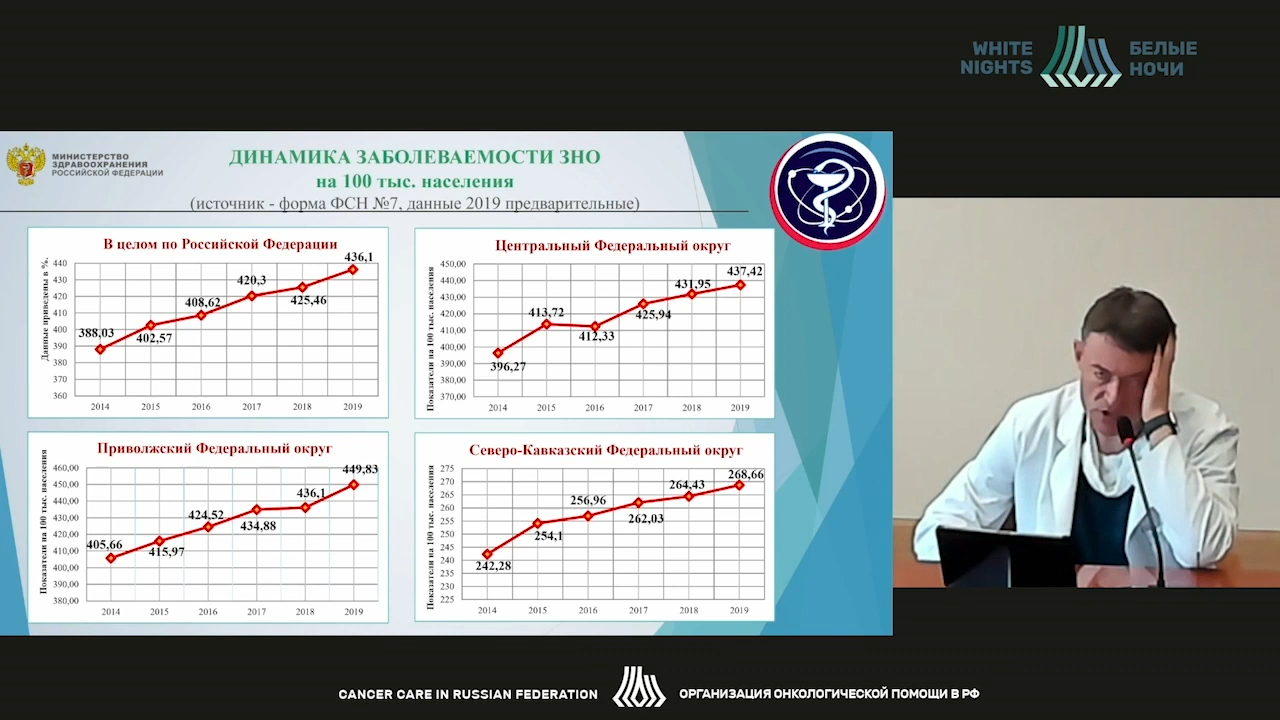 WHITE
NIGHTS
БЕЛЫЕ
НОЧИ
МИНИСТЕРСТВО
ЗДРАВООХРАНЕНИЯ
РОССИЙСКОЙ ФЕДЕРАЦИИ
ДИНАМИКА ЗАБОЛЕВАЕМОСТИ ЗНО
на 100 тыс. населения
(источник - форма ФСН №7, данные 2019 предварительные)
В целом по Российской Федерации
Данные приведены в %.
440
430
420
410
400
390
380
370
360
388,03
402,57
408,62
420,3
425,46
436,1
2014 2015 2016 2017 2018 2019
Центральный Федеральный округ
Показатели на 100 тыс. населения
450,00
440,00
430,00
420,00
410,00
400,00
390,00
380,00
370,00
396,27
413,72
412,33
425,94
431,95
437,42
2014 2015 2016 2017 2018 2019
Приволжский Федеральный округ
Показатели на 100 тыс. населения
460,00
450,00
440,00
430,00
420,00
410,00
400,00
390,00
380,00
405,66
415,97
424,52
434,88
436,1
449,83
2014 2015 2016 2017 2018 2019
Северо-Кавказский Федеральный округ
Показатели на 100 тыс. населения
275
270
265
260
255
250
245
240
235
230
225
242,28
254,1
256,96
262,03
264,43
268,66
2014 2015 2016 2017 2018 2019
CANCER CARE IN RUSSIAN FEDERATION
ОРГАНИЗАЦИЯ ОНКОЛОГИЧЕСКОЙ ПОМОЩИ В РФ